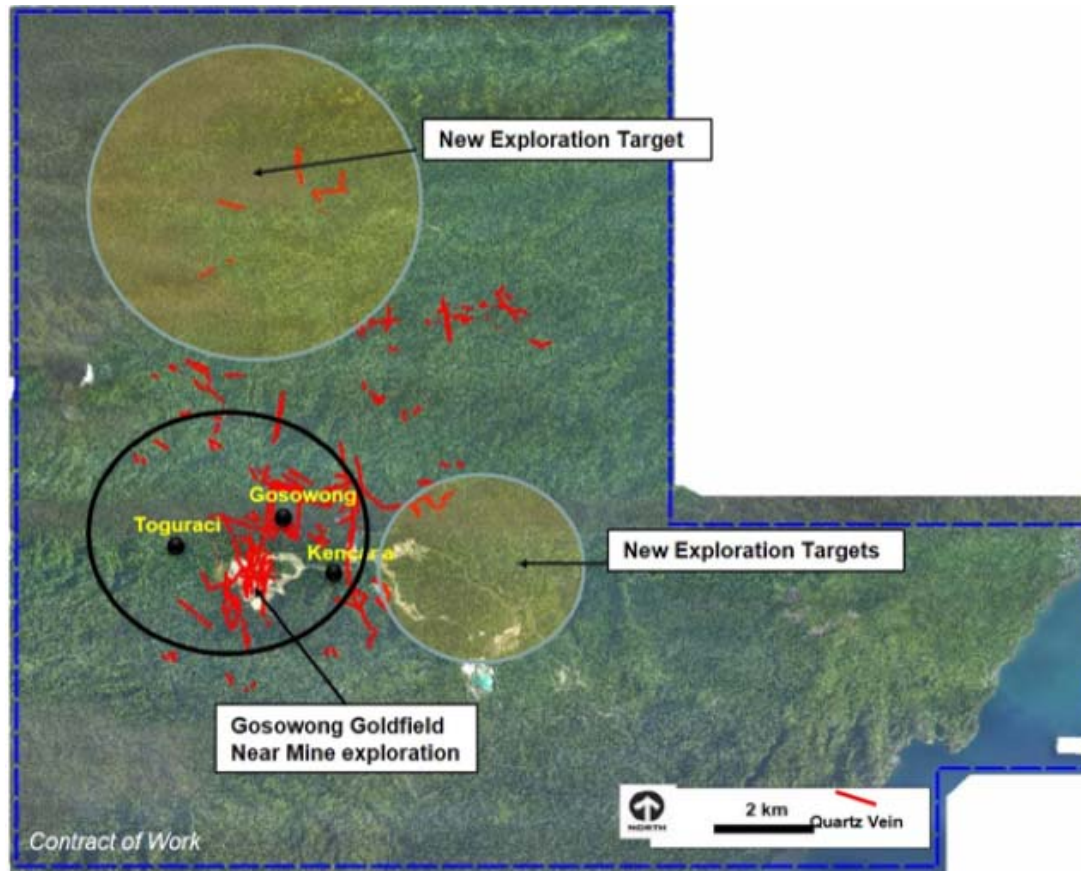 New Exploration Target
Gosowong
Toguraci
Kencana
New Exploration Targets
Gosowong Goldfield
Near Mine exploration
NORTH
2 km
Quartz Vein
Contract of Work